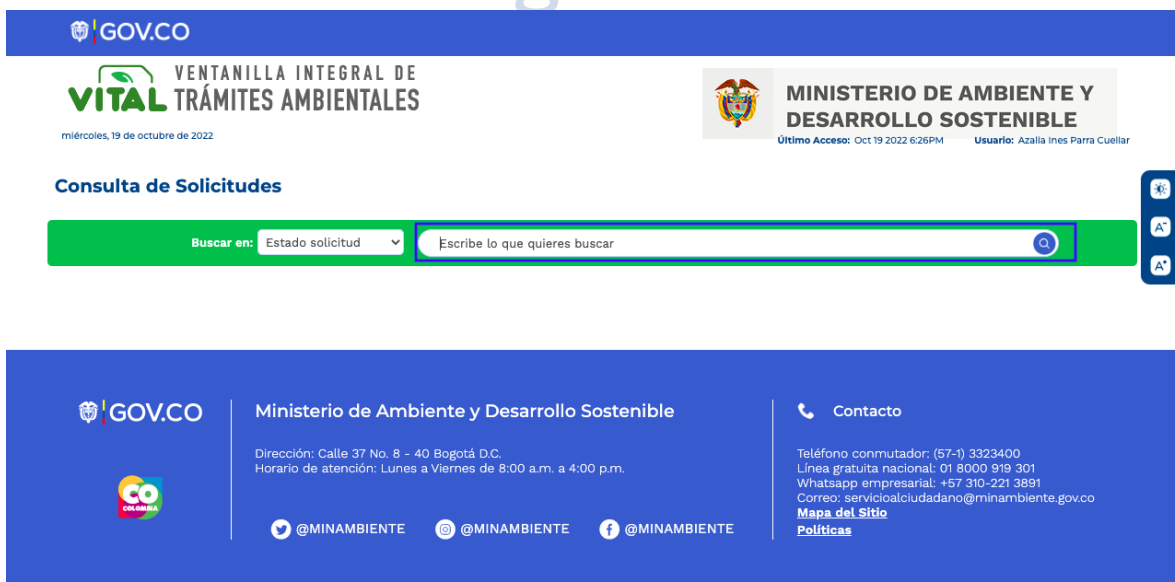 GOV.CO
VITAL
VENTANILLA INTEGRAL DE
TRÁMITES AMBIENTALES
MINISTERIO DE AMBIENTE Y
DESARROLLO SOSTENIBLE
miércoles, 19 de octubre de 2022
Último Acceso: Oct 19 2022 6:26PM Usuario: Azalia Ines Parra Cuellar
Consulta de Solicitudes
Buscar en: Estado solicitud Escribe lo que quieres buscar
A-
A+
GOV.CO
CO
COLOMBIA
Ministerio de Ambiente y Desarrollo Sostenible
Dirección: Calle 37 No. 8 - 40 Bogotá D.C.
Horario de atención: Lunes a Viernes de 8:00 a.m. a 4:00 p.m.
@MINAMBIENTE @MINAMBIENTE @MINAMBIENTE
Contacto
Teléfono conmutador: (57-1) 3323400
Línea gratuita nacional: 01 8000 919 301
Whatsapp empresarial: +57 310-221 3891
Correo: servicioalciudadano@minambiente.gov.co
Mapa del Sitio
Políticas